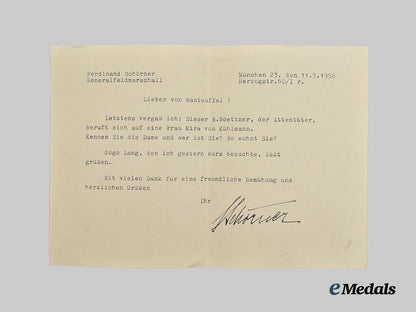 Ferdinand Schörner
Generalfeldmarschall
München 23, den 11.5.1958
Herzogstr.60/I r.
Lieber von Manteuffel !
Letztens vergaß ich: Dieser R.Boettner, der Attentäter,
beruft sich auf eine Frau Mira von Kühlmann.
Kennen Sie die Dame und wer ist Sie? Wo wohnt Sie?
Gogo Lang, den ich gestern kurz besuchte, läßt
grüßen.
Mit vielen Dank für eine freundliche Bemühung und
herzlichen Grüßen
Ihr
Schörner
eMedals